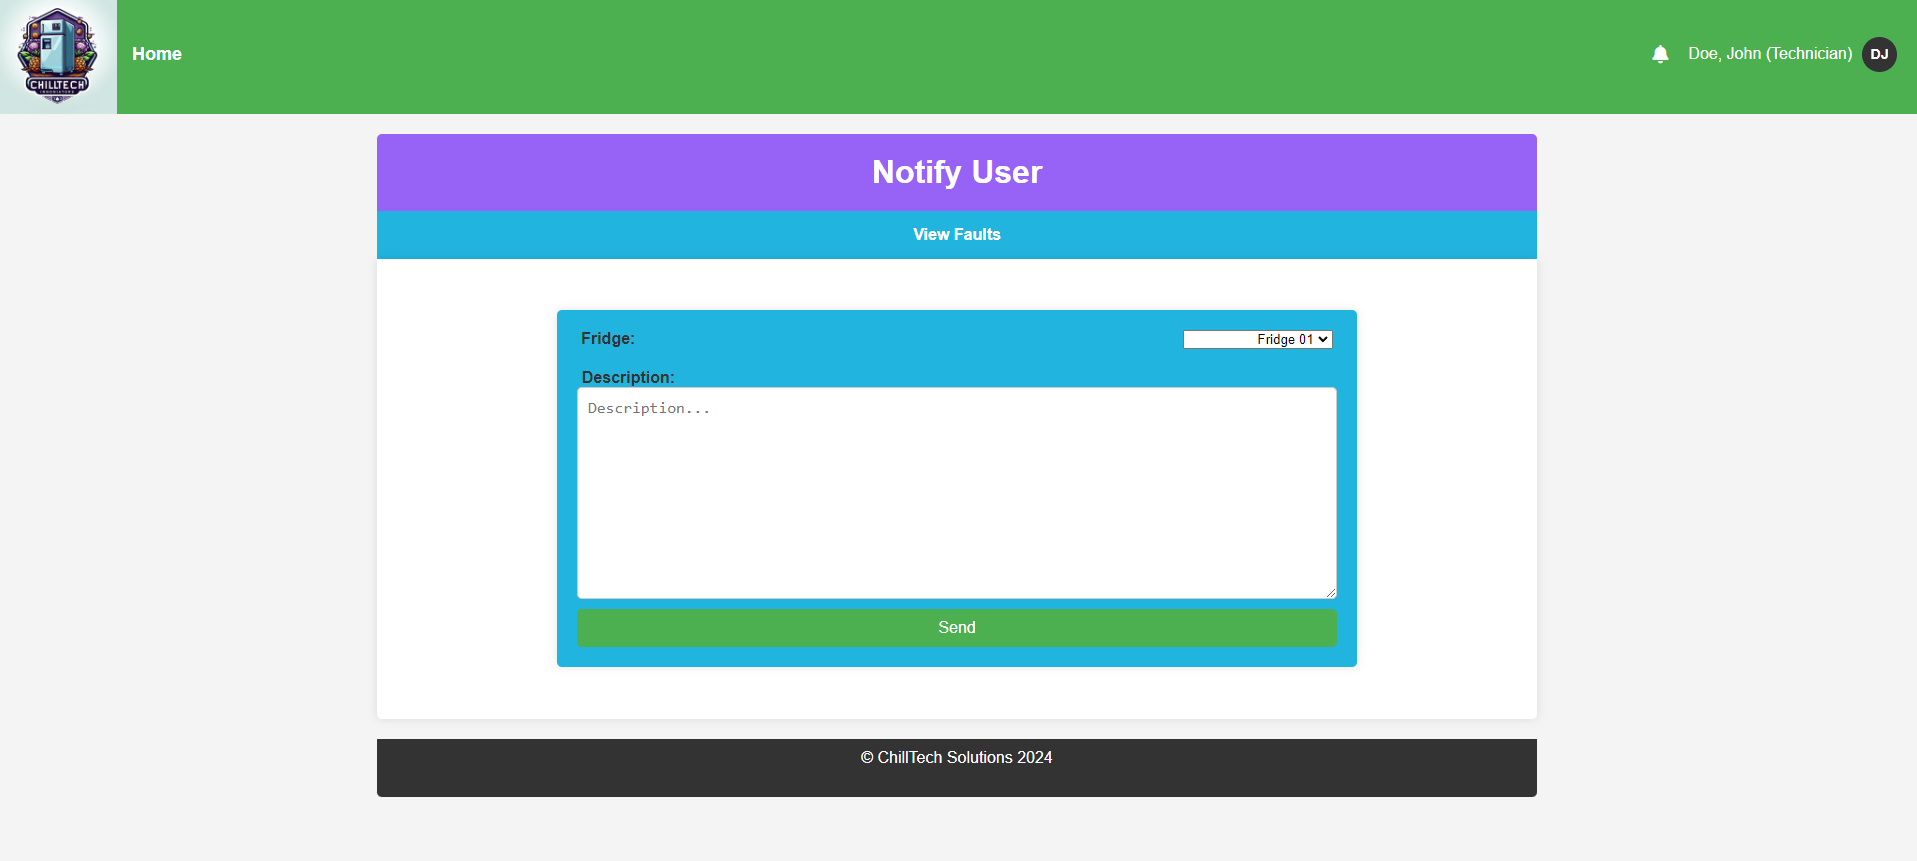 CHILLTECH
Home
Doe, John (Technician)
DJ
Notify User
View Faults
Fridge:
Fridge 01
Description:
Description...
Send
© ChillTech Solutions 2024